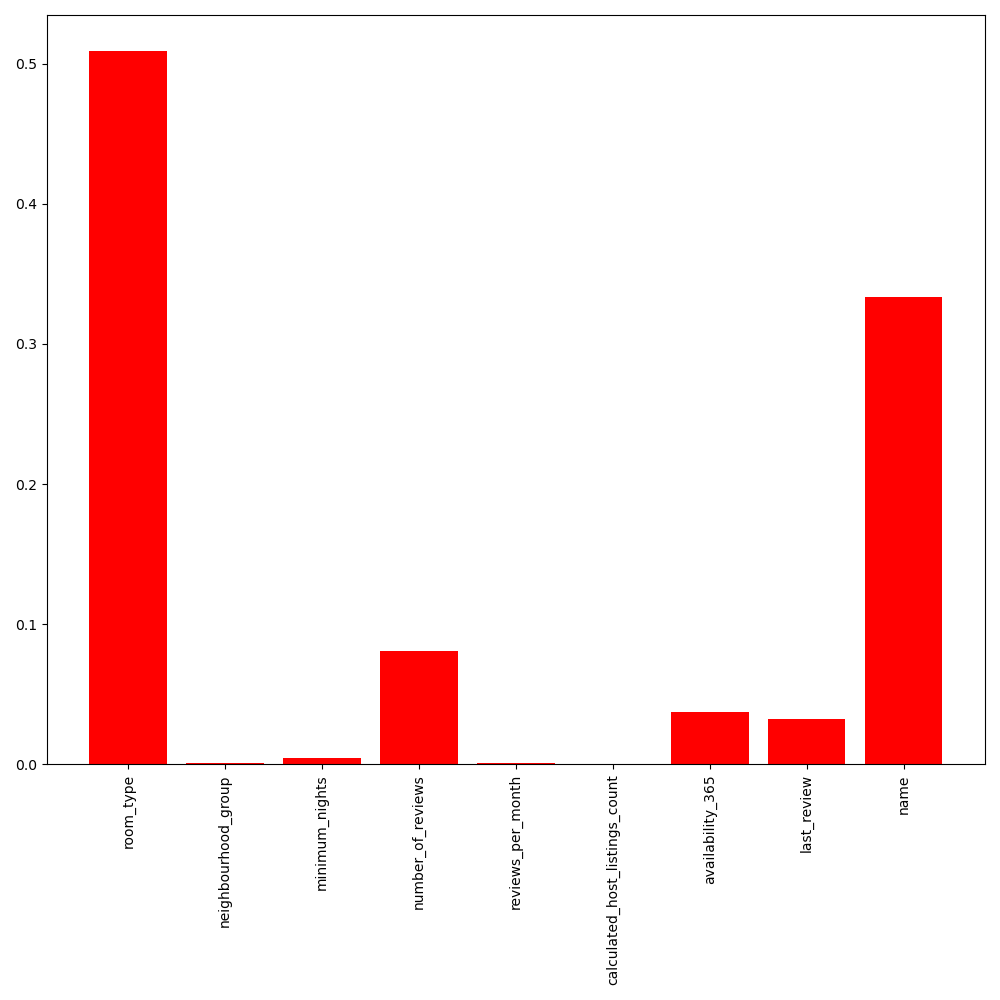 0.5
0.4
0.3
0.2
0.1
0.0
room_type
neighbourhood_group
minimum_nights
number_of_reviews
reviews_per_month
calculated_host_listings_count
availability_365
last_review
name